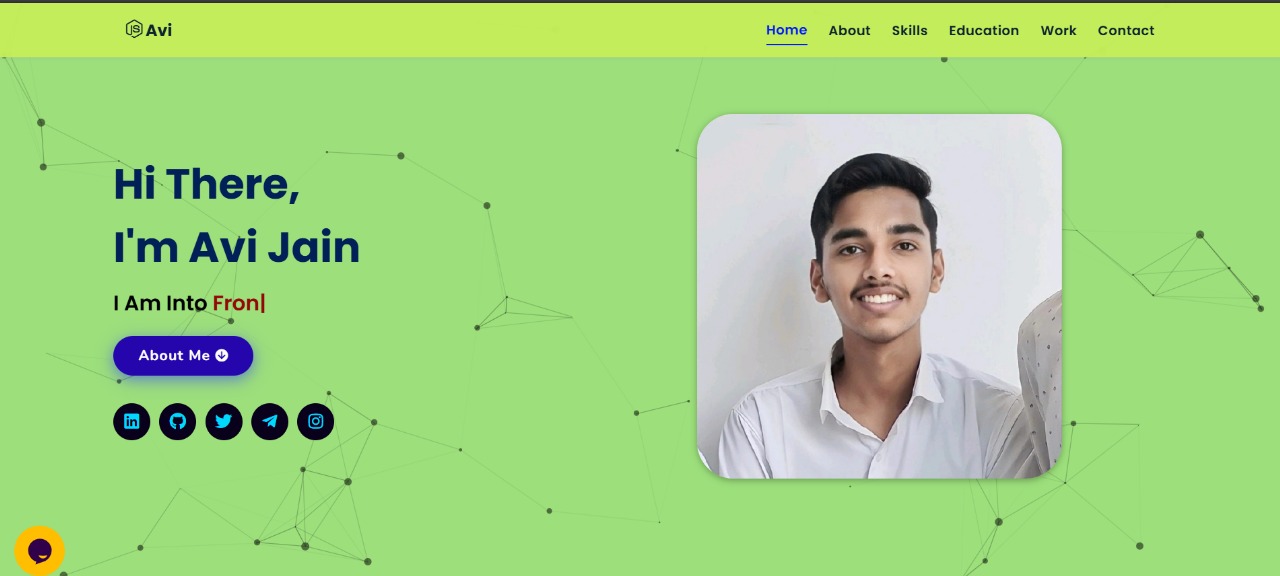 Avi
Home About Skills Education Work Contact
Hi There,
I'm Avi Jain
I Am Into Fron|
About Me